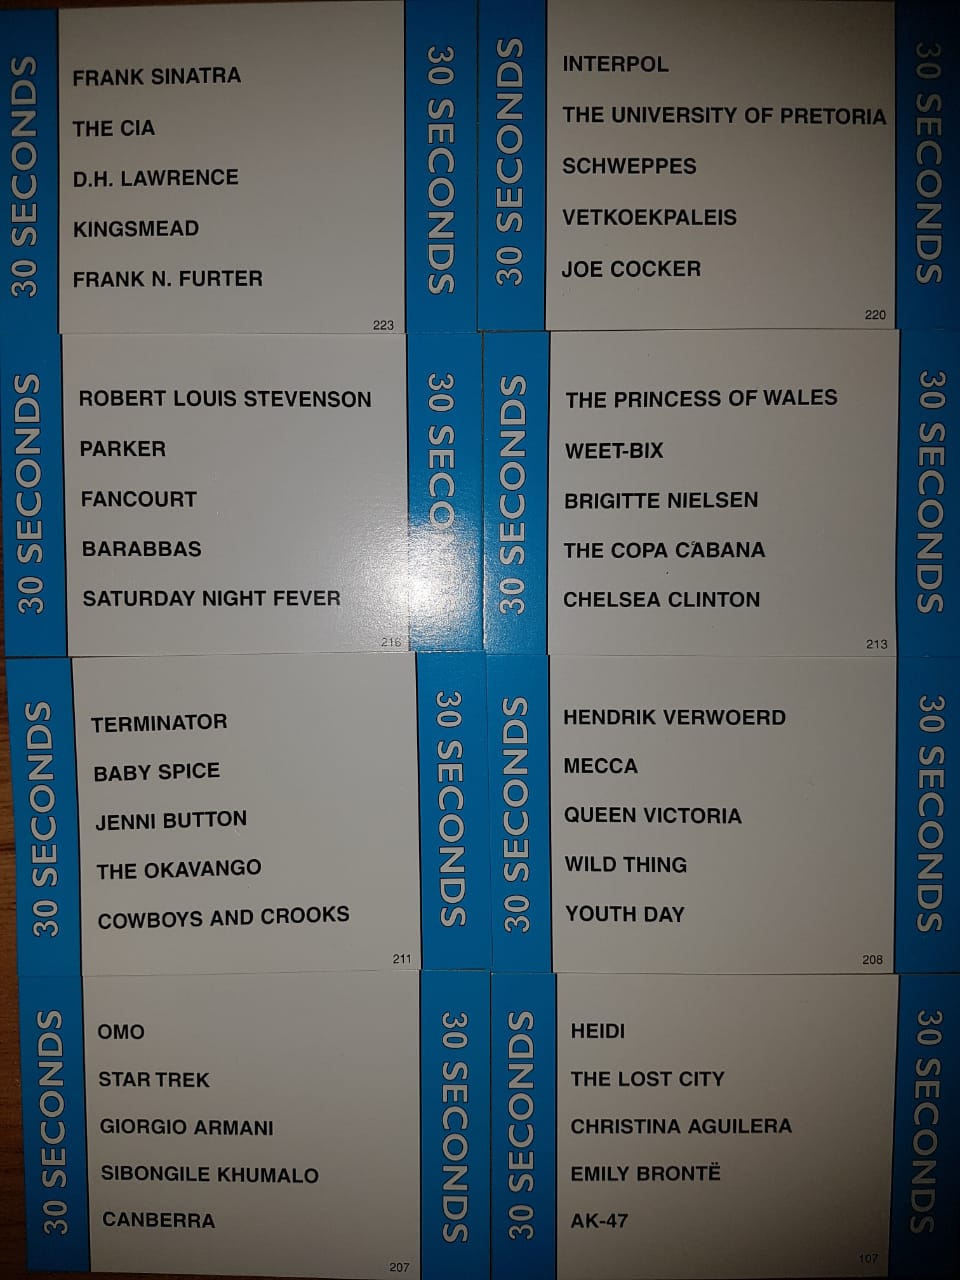 30 SECONDS
FRANK SINATRA
THE CIA
D.H. LAWRENCE
KINGSMEAD
FRANK N. FURTER
223
30 SECONDS
30 SECONDS
INTERPOL
THE UNIVERSITY OF PRETORIA
SCHWEPPES
VETKOEKPALEIS
JOE COCKER
220
30 SECONDS
30 SECONDS
ROBERT LOUIS STEVENSON
PARKER
FANCOURT
BARABBAS
SATURDAY NIGHT FEVER
216
30 SECONDS
30 SECONDS
THE PRINCESS OF WALES
WEET-BIX
BRIGITTE NIELSEN
THE COPA CABANA
CHELSEA CLINTON
213
30 SECONDS
30 SECONDS
TERMINATOR
BABY SPICE
JENNI BUTTON
THE OKAVANGO
COWBOYS AND CROOKS
211
30 SECONDS
30 SECONDS
HENDRIK VERWOERD
MECCA
QUEEN VICTORIA
WILD THING
YOUTH DAY
208
30 SECONDS
30 SECONDS
OMO
STAR TREK
GIORGIO ARMANI
SIBONGILE KHUMALO
CANBERRA
207
30 SECONDS
30 SECONDS
HEIDI
THE LOST CITY
CHRISTINA AGUILERA
EMILY BRONTË
AK-47
107
30 SECONDS